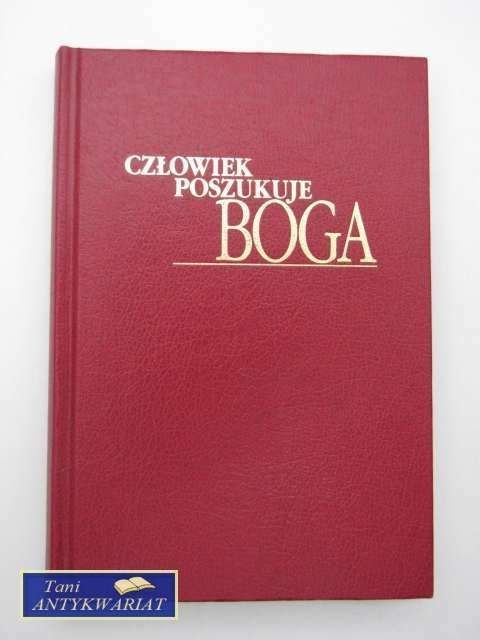 CZŁOWIEK
POSZUKUJE
BOGA
Tani
ANTYKWARIAT